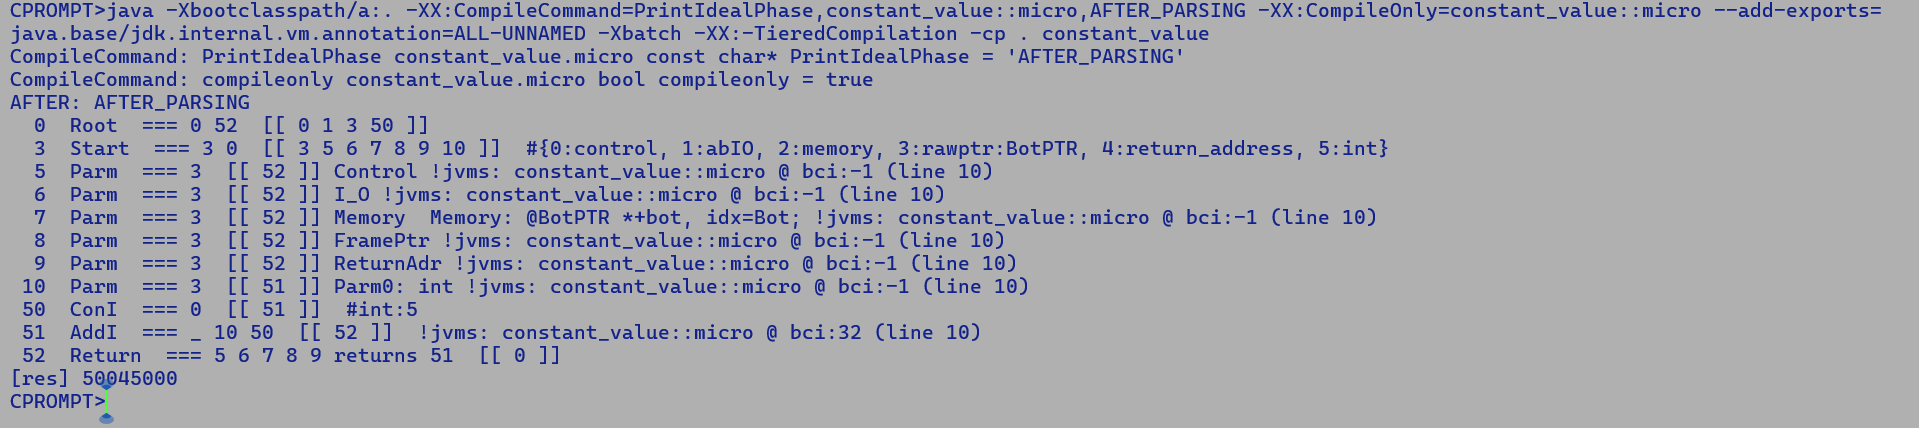 CPROMPT>java -Xbootclasspath/a:. -XX:CompileCommand=PrintIdealPhase,constant_value::micro,AFTER_PARSING -XX:CompileOnly=constant_value::micro --add-exports=
java.base/jdk.internal.vm.annotation=ALL-UNNAMED -Xbatch -XX:-TieredCompilation -cp . constant_value
CompileCommand: PrintIdealPhase constant_value.micro const char* PrintIdealPhase = 'AFTER_PARSING'
CompileCommand: compileonly constant_value.micro bool compileonly = true
AFTER: AFTER_PARSING
  0  Root  === 0 52  [[ 0 1 3 50 ]]
  3  Start  === 3 0  [[ 3 5 6 7 8 9 10 ]]  #{0:control, 1:abIO, 2:memory, 3:rawptr:BotPTR, 4:return_address, 5:int}
  5  Parm  === 3  [[ 52 ]] Control !jvms: constant_value::micro @ bci:-1 (line 10)
  6  Parm  === 3  [[ 52 ]] I_O !jvms: constant_value::micro @ bci:-1 (line 10)
  7  Parm  === 3  [[ 52 ]] Memory  Memory: @BotPTR *+bot, idx=Bot; !jvms: constant_value::micro @ bci:-1 (line 10)
  8  Parm  === 3  [[ 52 ]] FramePtr !jvms: constant_value::micro @ bci:-1 (line 10)
  9  Parm  === 3  [[ 52 ]] ReturnAdr !jvms: constant_value::micro @ bci:-1 (line 10)
 10  Parm  === 3  [[ 51 ]] Parm0: int !jvms: constant_value::micro @ bci:-1 (line 10)
 50  ConI  === 0  [[ 51 ]]  #int:5
 51  AddI  === _ 10 50  [[ 52 ]]  !jvms: constant_value::micro @ bci:32 (line 10)
 52  Return  === 5 6 7 8 9 returns 51  [[ 0 ]]
[res] 50045000
CPROMPT>